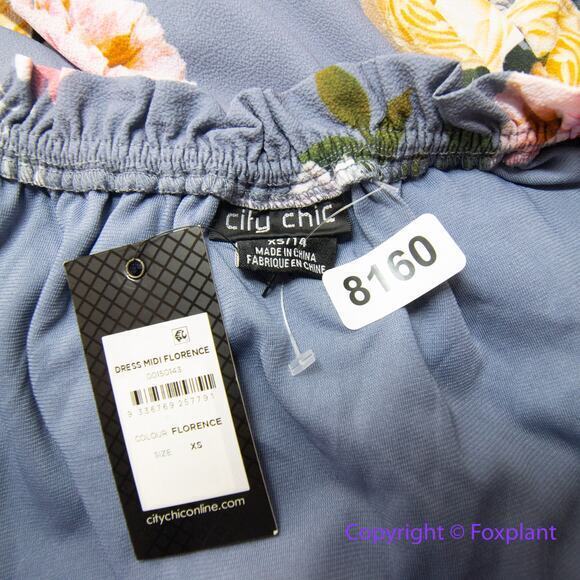 city chic
XS/14
MADE IN CHINA
FABRIQUE EN CHINE
8160
DRESS MIDI FLORENCE
00150143
9 336769 257791
COLOUR FLORENCE
SIZE XS
citychiconline.com
Copyright © Foxplant